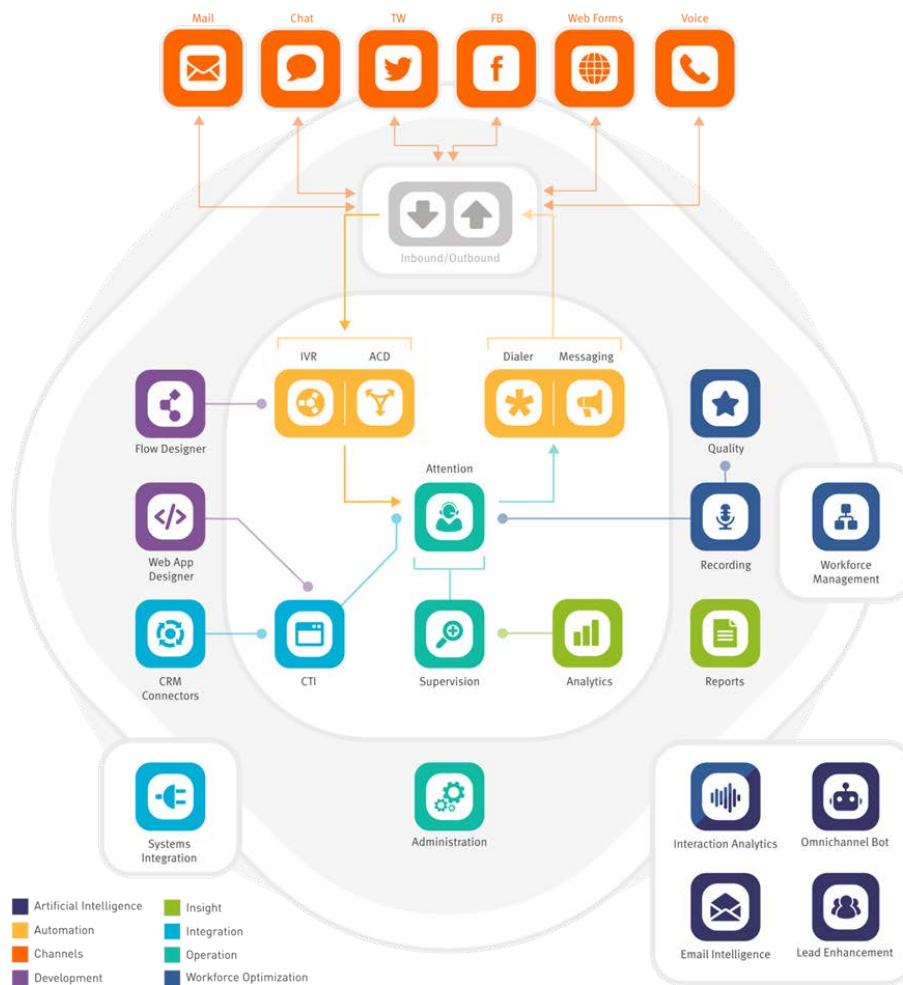 Mail
Chat
TW
FB
Web Forms
Voice
Inbound/Outbound
IVR
ACD
Dialer
Messaging
Flow Designer
Attention
Quality
Web App
Designer
Recording
Workforce
Management
CRM
Connectors
CTI
Supervision
Analytics
Reports
Systems
Integration
Administration
Interaction Analytics
Omnichannel Bot
Email Intelligence
Lead Enhancement
Artificial Intelligence
Automation
Channels
Development
Insight
Integration
Operation
Workforce Optimization